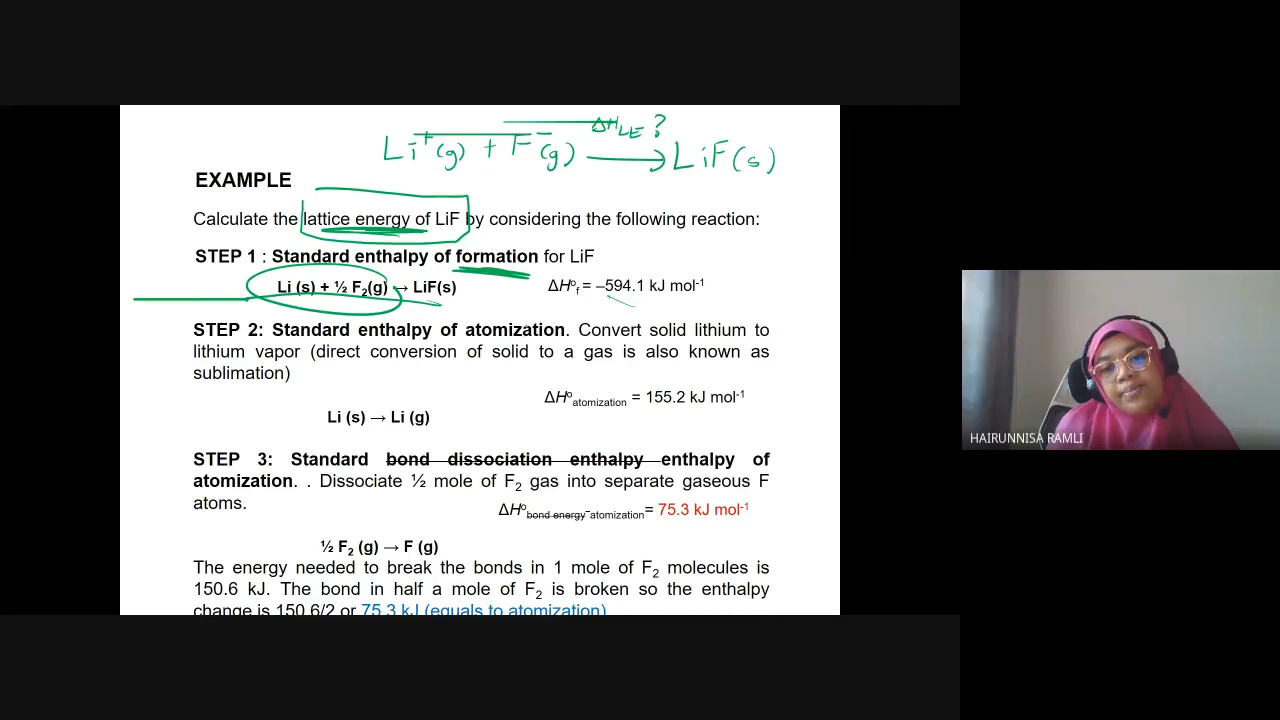 ΔH_LE ?
Li⁺(g) + F⁻(g) → LiF(s)
EXAMPLE
Calculate the lattice energy of LiF by considering the following reaction:
STEP 1 : Standard enthalpy of formation for LiF
Li (s) + ½ F₂(g) → LiF(s) ΔH°f = –594.1 kJ mol⁻¹
STEP 2: Standard enthalpy of atomization. Convert solid lithium to
lithium vapor (direct conversion of solid to a gas is also known as
sublimation)
ΔH°atomization = 155.2 kJ mol⁻¹
Li (s) → Li (g)
STEP 3: Standard bond dissociation enthalpy enthalpy of
atomization. . Dissociate ½ mole of F₂ gas into separate gaseous F
atoms.
ΔH°bond energy atomization= 75.3 kJ mol⁻¹
½ F₂ (g) → F (g)
The energy needed to break the bonds in 1 mole of F₂ molecules is
150.6 kJ. The bond in half a mole of F₂ is broken so the enthalpy
change is 150.6/2 or 75.3 kJ (equals to atomization)
HAIRUNNISA RAMLI